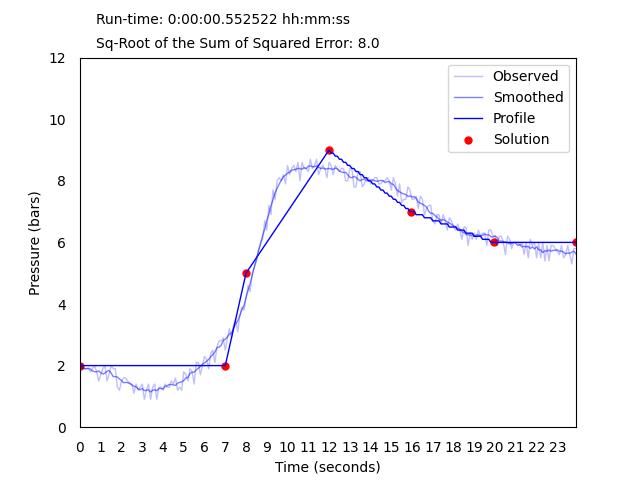 Run-time: 0:00:00.552522 hh:mm:ss
Sq-Root of the Sum of Squared Error: 8.0
12
10
8
6
4
2
0
Pressure (bars)
Observed
Smoothed
Profile
Solution
0 1 2 3 4 5 6 7 8 9 10 11 12 13 14 15 16 17 18 19 20 21 22 23
Time (seconds)